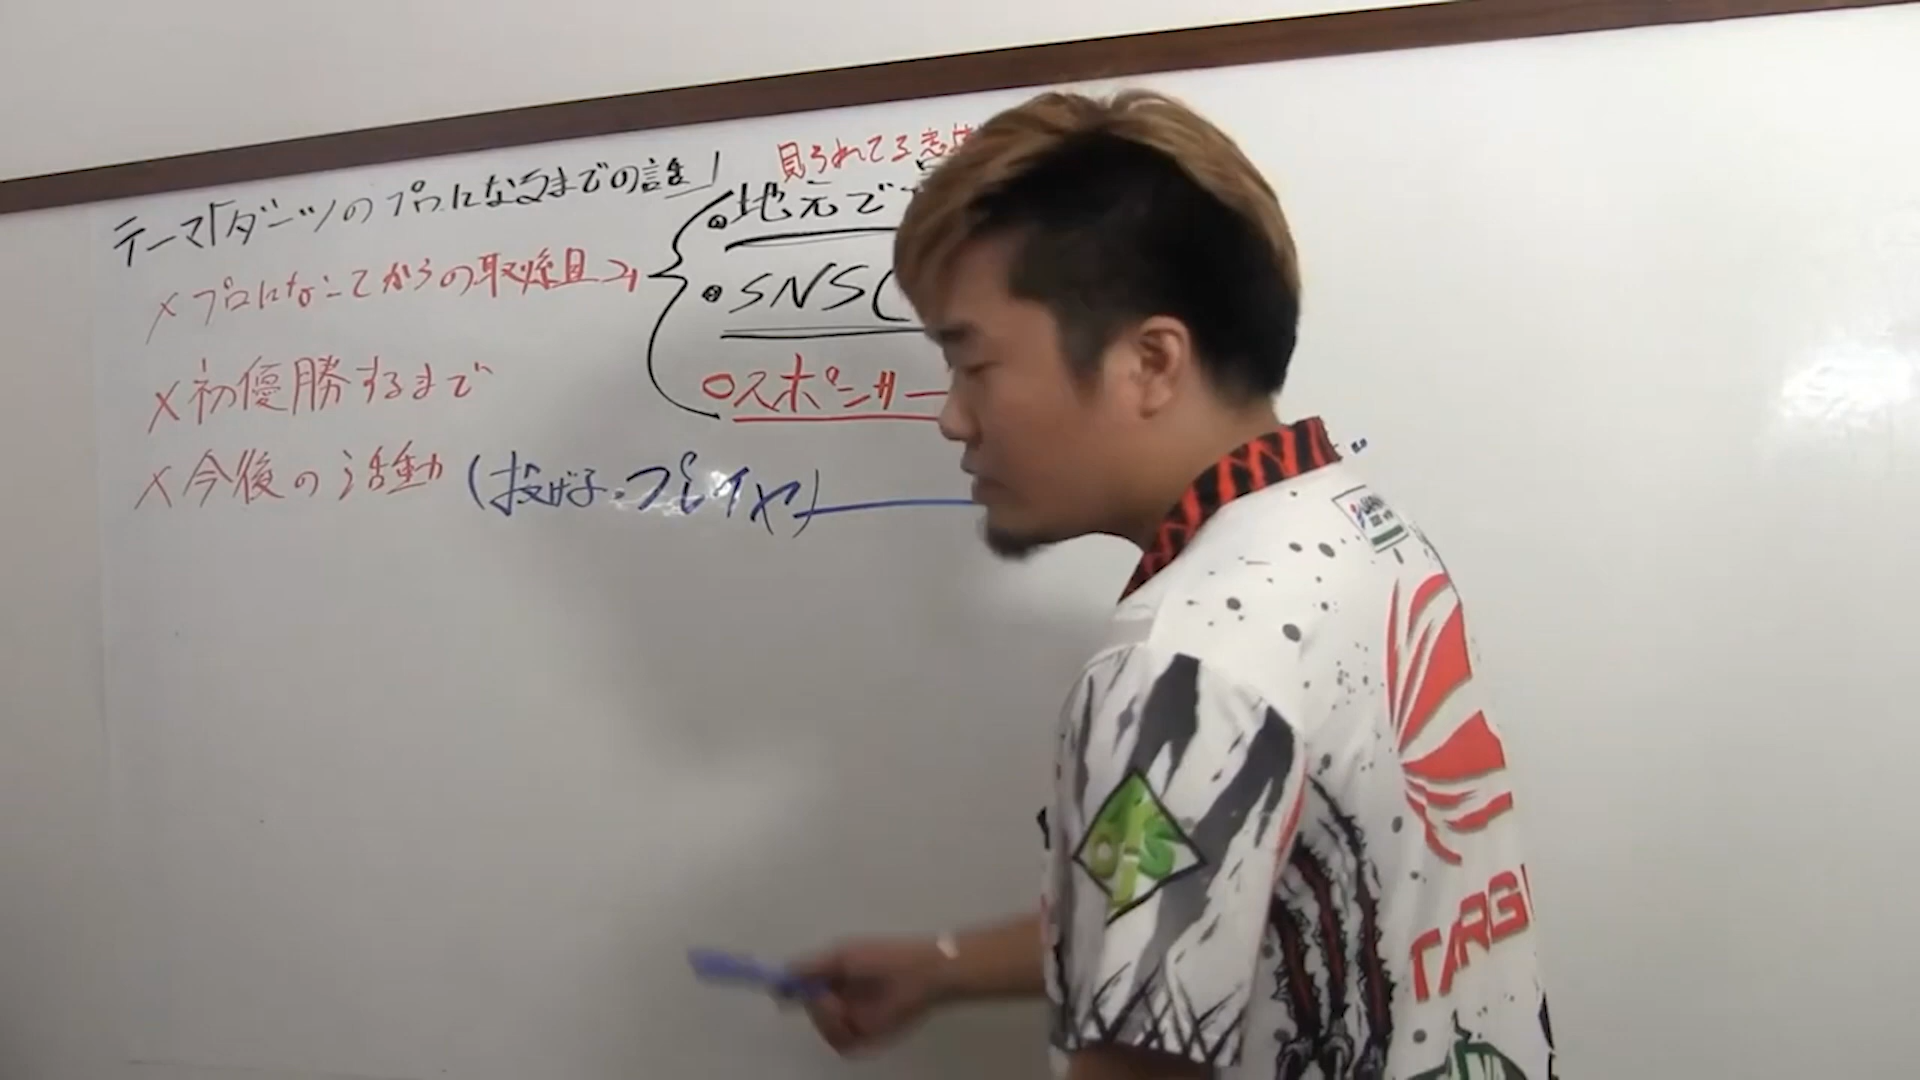 テーマ「ダーツのプロになるまでの話」
見られてる意
・地元で
×プロになってからの取り組み→
・SNS(
×初優勝するまで
○スポンサー
×今後の活動(投げ子・プレイヤー)
TARG